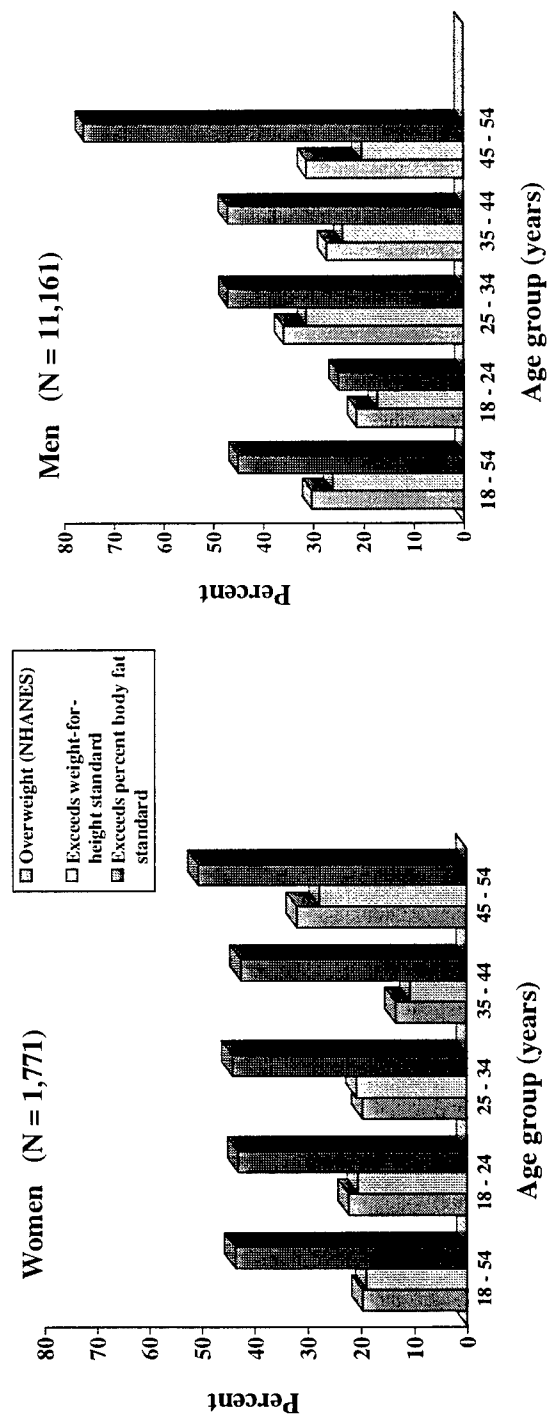 Women (N = 1,771)
Overweight (NHANES)
Exceeds weight-for-
height standard
Exceeds percent body fat
standard
Percent
80
70
60
50
40
30
20
10
0
18 - 54
18 - 24
25 - 34
35 - 44
45 - 54
Age group (years)
Men (N = 11,161)
Percent
80
70
60
50
40
30
20
10
0
18 - 54
18 - 24
25 - 34
35 - 44
45 - 54
Age group (years)